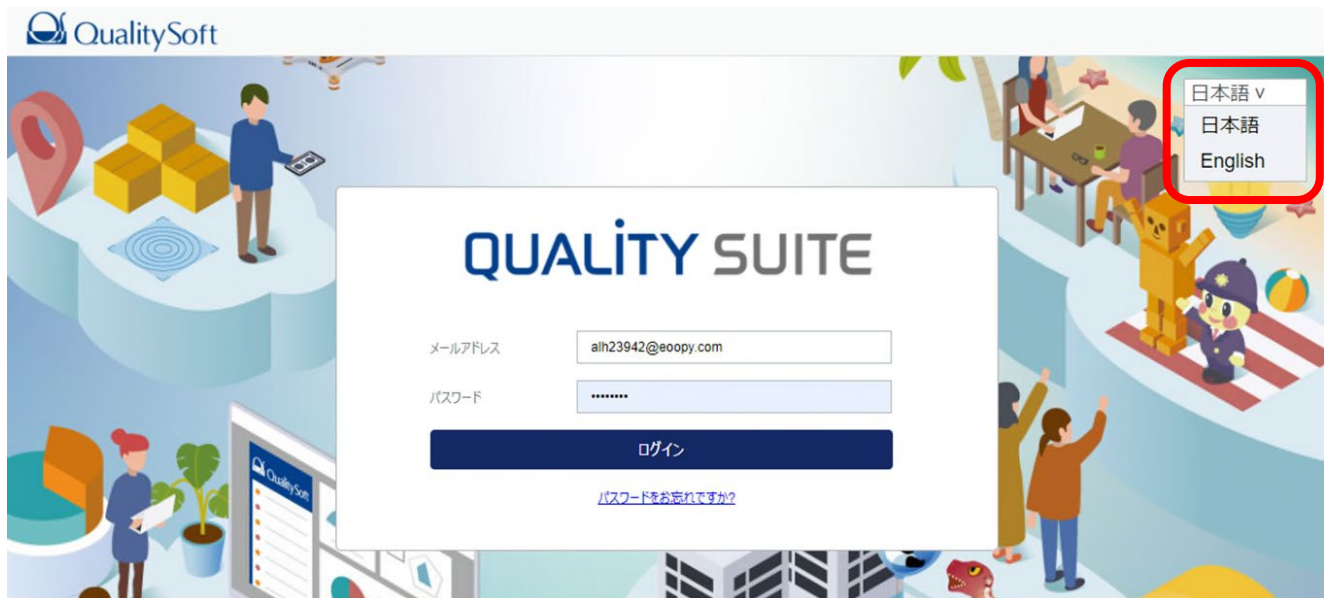 QualitySoft
日本語 v
日本語
English
QUALITY SUITE
メールアドレス
alh23942@eoopy.com
パスワード
••••••••
ログイン
パスワードをお忘れですか?
QualitySoft